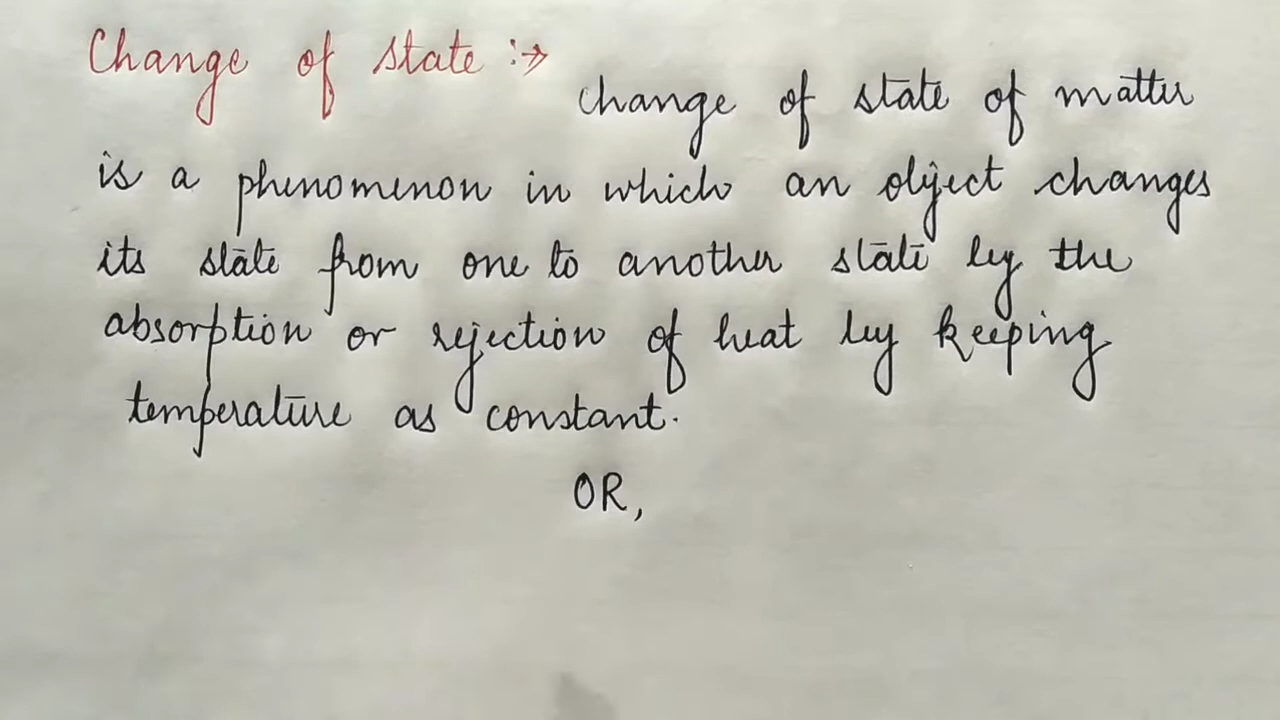 Change of state :→
change of state of matter
is a phenomenon in which an object changes
its state from one to another state by the
absorption or rejection of heat by keeping
temperature as constant.
OR,